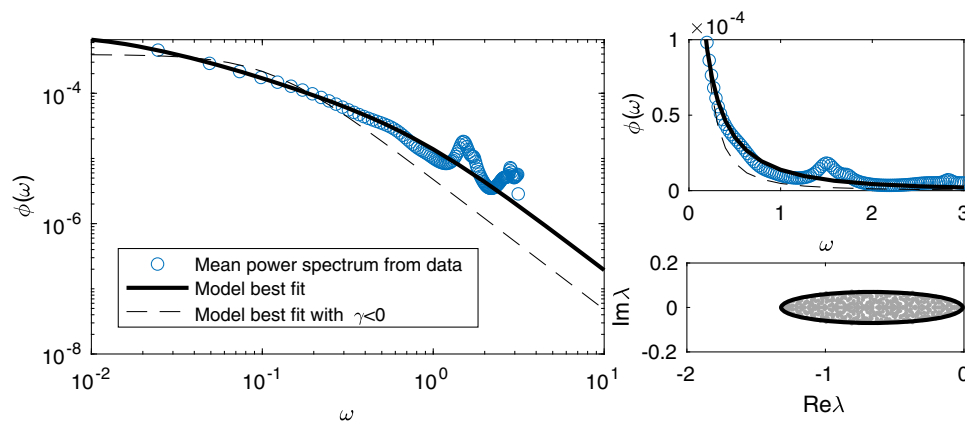 10^-4
10^-6
10^-8
ϕ(ω)
Mean power spectrum from data
Model best fit
Model best fit with γ<0
10^-2
10^-1
10^0
10^1
ω
×10^-4
1
0.5
0
ϕ(ω)
0
1
2
3
ω
0.2
0
-0.2
Im λ
-2
-1
0
Reλ